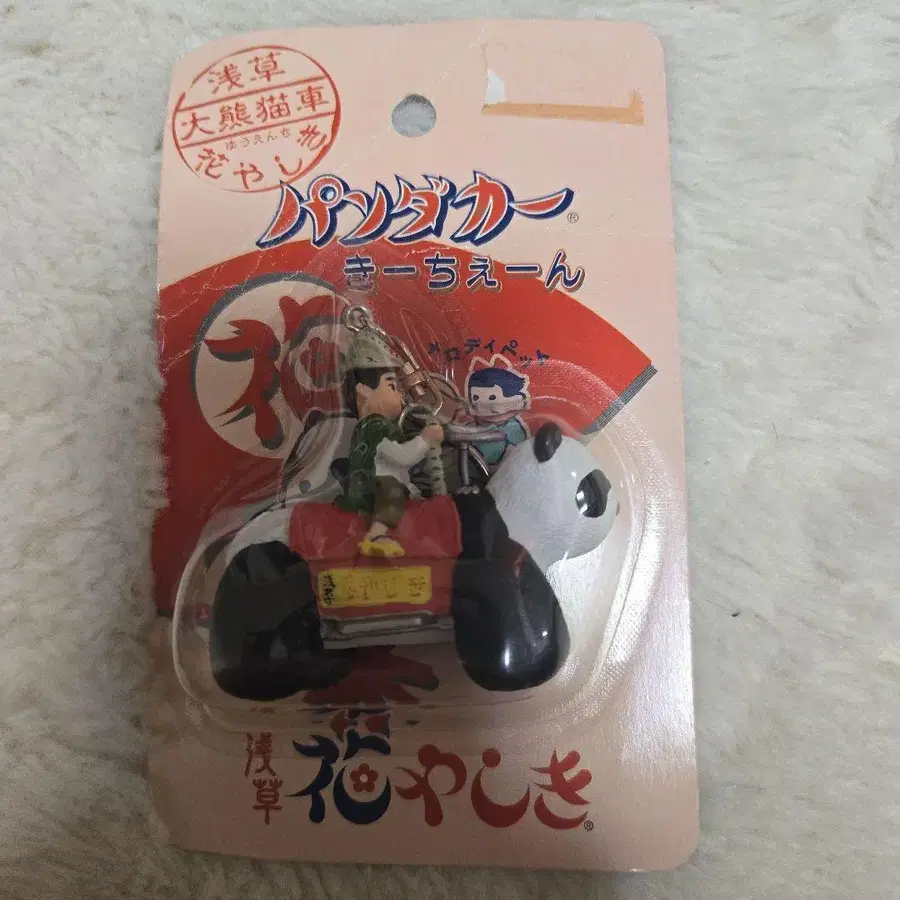 浅草
大熊猫車
ゆうえんち
花やしき
パンダカー®
きーちぇーん
花
メロディペット
浅草
花やしき®